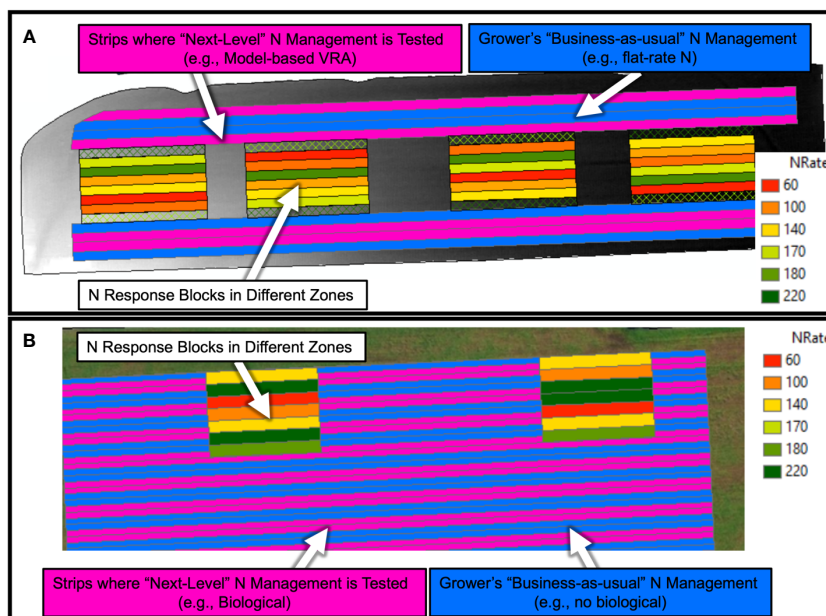 A
Strips where “Next-Level” N Management is Tested
(e.g., Model-based VRA)
Grower’s “Business-as-usual” N Management
(e.g., flat-rate N)
NRate
60
100
140
170
180
220
N Response Blocks in Different Zones
B
N Response Blocks in Different Zones
NRate
60
100
140
170
180
220
Strips where “Next-Level” N Management is Tested
(e.g., Biological)
Grower’s “Business-as-usual” N Management
(e.g., no biological)